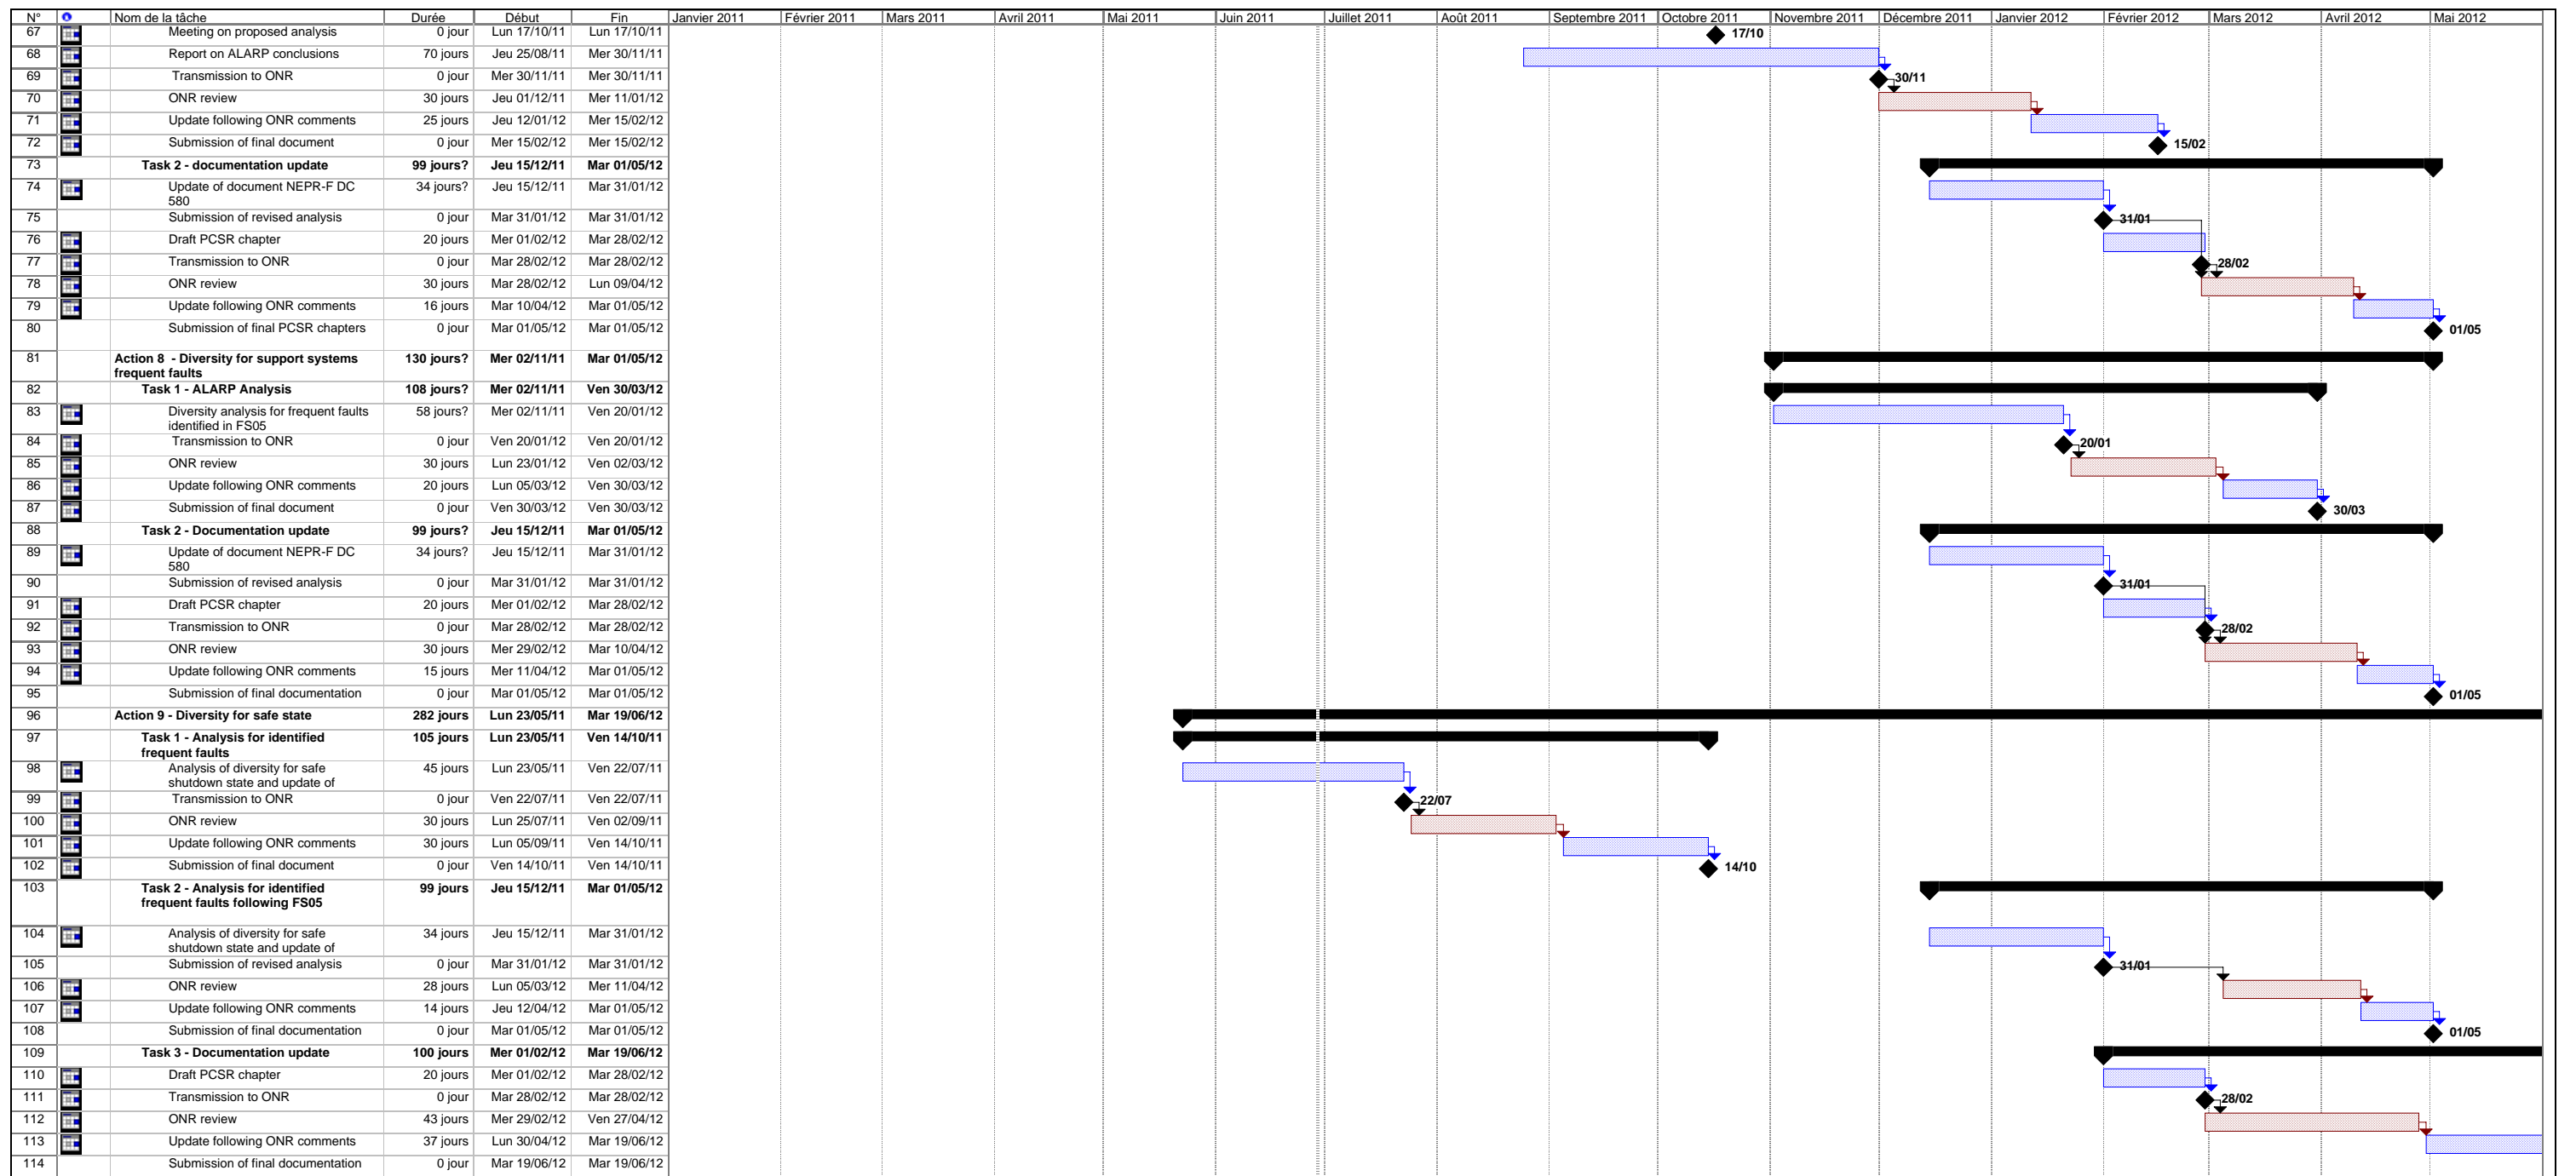 N° Nom de la tâche Durée Début Fin Janvier 2011 Février 2011 Mars 2011 Avril 2011 Mai 2011 Juin 2011 Juillet 2011 Août 2011 Septembre 2011 Octobre 2011 Novembre 2011 Décembre 2011 Janvier 2012 Février 2012 Mars 2012 Avril 2012 Mai 2012
67 Meeting on proposed analysis 0 jour Lun 17/10/11 Lun 17/10/11 17/10
68 Report on ALARP conclusions 70 jours Jeu 25/08/11 Mer 30/11/11
69 Transmission to ONR 0 jour Mer 30/11/11 Mer 30/11/11 30/11
70 ONR review 30 jours Jeu 01/12/11 Mer 11/01/12
71 Update following ONR comments 25 jours Jeu 12/01/12 Mer 15/02/12
72 Submission of final document 0 jour Mer 15/02/12 Mer 15/02/12 15/02
73 Task 2 - documentation update 99 jours? Jeu 15/12/11 Mar 01/05/12
74 Update of document NEPR-F DC 34 jours? Jeu 15/12/11 Mar 31/01/12
580
75 Submission of revised analysis 0 jour Mar 31/01/12 Mar 31/01/12 31/01
76 Draft PCSR chapter 20 jours Mer 01/02/12 Mar 28/02/12
77 Transmission to ONR 0 jour Mar 28/02/12 Mar 28/02/12 28/02
78 ONR review 30 jours Mar 28/02/12 Lun 09/04/12
79 Update following ONR comments 16 jours Mar 10/04/12 Mar 01/05/12
80 Submission of final PCSR chapters 0 jour Mar 01/05/12 Mar 01/05/12 01/05
81 Action 8 - Diversity for support systems 130 jours? Mer 02/11/11 Mar 01/05/12
frequent faults
82 Task 1 - ALARP Analysis 108 jours? Mer 02/11/11 Ven 30/03/12
83 Diversity analysis for frequent faults 58 jours? Mer 02/11/11 Ven 20/01/12
identified in FS05
84 Transmission to ONR 0 jour Ven 20/01/12 Ven 20/01/12 20/01
85 ONR review 30 jours Lun 23/01/12 Ven 02/03/12
86 Update following ONR comments 20 jours Lun 05/03/12 Ven 30/03/12
87 Submission of final document 0 jour Ven 30/03/12 Ven 30/03/12 30/03
88 Task 2 - Documentation update 99 jours? Jeu 15/12/11 Mar 01/05/12
89 Update of document NEPR-F DC 34 jours? Jeu 15/12/11 Mar 31/01/12
580
90 Submission of revised analysis 0 jour Mar 31/01/12 Mar 31/01/12 31/01
91 Draft PCSR chapter 20 jours Mer 01/02/12 Mar 28/02/12
92 Transmission to ONR 0 jour Mar 28/02/12 Mar 28/02/12 28/02
93 ONR review 30 jours Mer 29/02/12 Mar 10/04/12
94 Update following ONR comments 15 jours Mer 11/04/12 Mar 01/05/12
95 Submission of final documentation 0 jour Mar 01/05/12 Mar 01/05/12 01/05
96 Action 9 - Diversity for safe state 282 jours Lun 23/05/11 Mar 19/06/12
97 Task 1 - Analysis for identified 105 jours Lun 23/05/11 Ven 14/10/11
frequent faults
98 Analysis of diversity for safe 45 jours Lun 23/05/11 Ven 22/07/11
shutdown state and update of
99 Transmission to ONR 0 jour Ven 22/07/11 Ven 22/07/11 22/07
100 ONR review 30 jours Lun 25/07/11 Ven 02/09/11
101 Update following ONR comments 30 jours Lun 05/09/11 Ven 14/10/11
102 Submission of final document 0 jour Ven 14/10/11 Ven 14/10/11 14/10
103 Task 2 - Analysis for identified 99 jours Jeu 15/12/11 Mar 01/05/12
frequent faults following FS05
104 Analysis of diversity for safe 34 jours Jeu 15/12/11 Mar 31/01/12
shutdown state and update of
105 Submission of revised analysis 0 jour Mar 31/01/12 Mar 31/01/12 31/01
106 ONR review 28 jours Lun 05/03/12 Mer 11/04/12
107 Update following ONR comments 14 jours Jeu 12/04/12 Mar 01/05/12
108 Submission of final documentation 0 jour Mar 01/05/12 Mar 01/05/12 01/05
109 Task 3 - Documentation update 100 jours Mer 01/02/12 Mar 19/06/12
110 Draft PCSR chapter 20 jours Mer 01/02/12 Mar 28/02/12
111 Transmission to ONR 0 jour Mar 28/02/12 Mar 28/02/12 28/02
112 ONR review 43 jours Mer 29/02/12 Ven 27/04/12
113 Update following ONR comments 37 jours Lun 30/04/12 Mar 19/06/12
114 Submission of final documentation 0 jour Mar 19/06/12 Mar 19/06/12